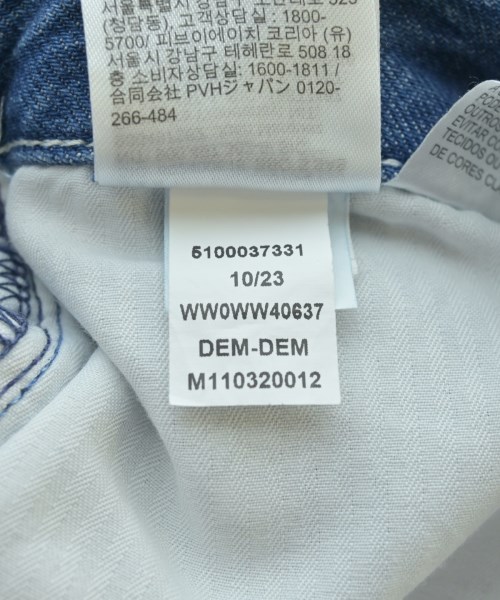 (청담동), 고객상담실 : 1800-
5700/ 피브이에이치 코리아 (유)
서울시 강남구 테헤란로 508 18
층 소비자상담실: 1600-1811 /
合同会社 PVHジャパン 0120-
266-484
5100037331
10/23
WW0WW40637
DEM-DEM
M110320012
EVITAR
TECIDOS
DE CORES